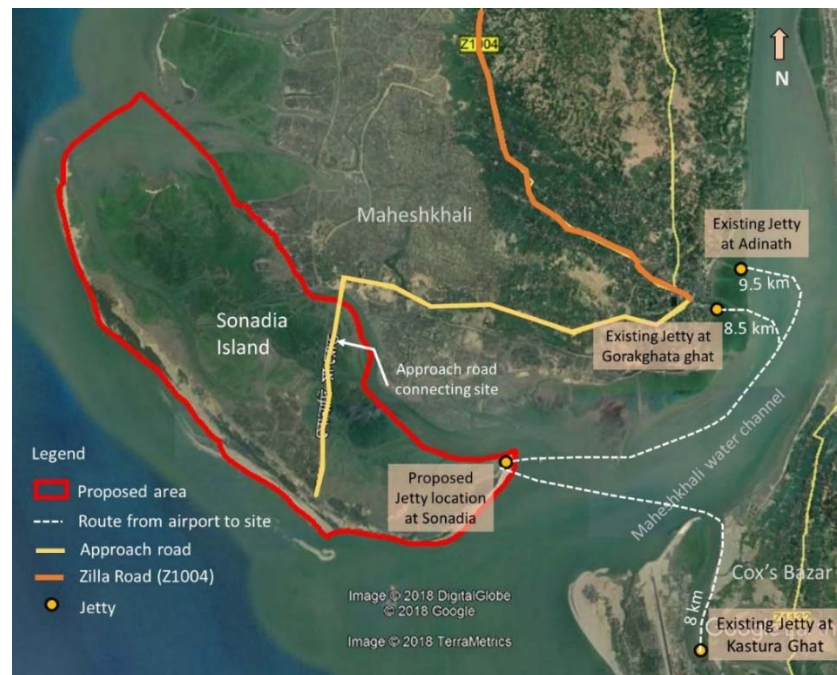 Z1004
N
Maheshkhali
Existing Jetty
at Adinath
9.5 km
8.5 km
Existing Jetty at
Gorakghata ghat
Sonadia
Island
Approach road
connecting site
Maheshkhali water channel
Legend
Proposed area
Route from airport to site
Approach road
Zilla Road (Z1004)
Jetty
Proposed
Jetty location
at Sonadia
Cox's Bazar
8 km
Existing Jetty at
Kastura Ghat
Image © 2018 DigitalGlobe
© 2018 Google
Image © 2018 TerraMetrics